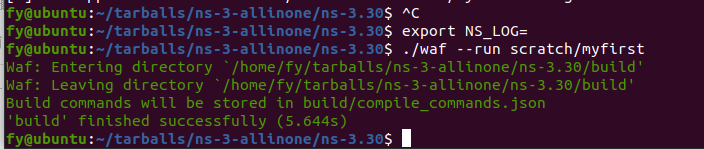 fy@ubuntu:~/tarballs/ns-3-allinone/ns-3.30$ ^C
fy@ubuntu:~/tarballs/ns-3-allinone/ns-3.30$ export NS_LOG=
fy@ubuntu:~/tarballs/ns-3-allinone/ns-3.30$ ./waf --run scratch/myfirst
Waf: Entering directory `/home/fy/tarballs/ns-3-allinone/ns-3.30/build'
Waf: Leaving directory `/home/fy/tarballs/ns-3-allinone/ns-3.30/build'
Build commands will be stored in build/compile_commands.json
'build' finished successfully (5.644s)
fy@ubuntu:~/tarballs/ns-3-allinone/ns-3.30$